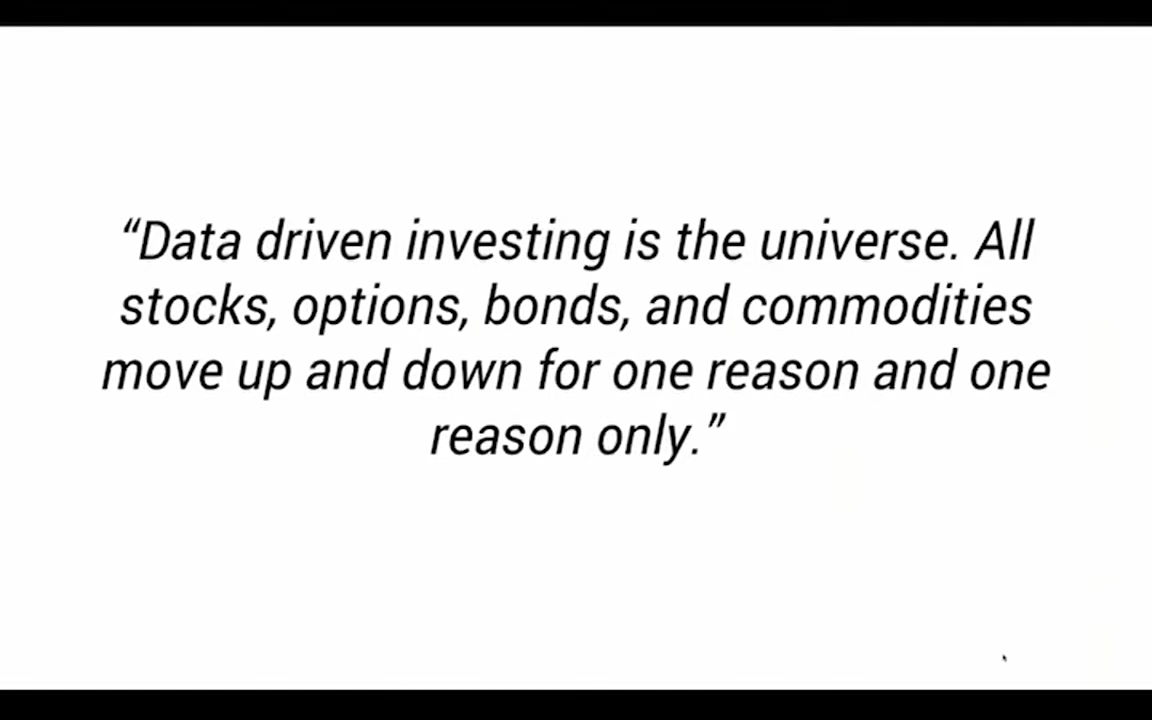 “Data driven investing is the universe. All
stocks, options, bonds, and commodities
move up and down for one reason and one
reason only.”